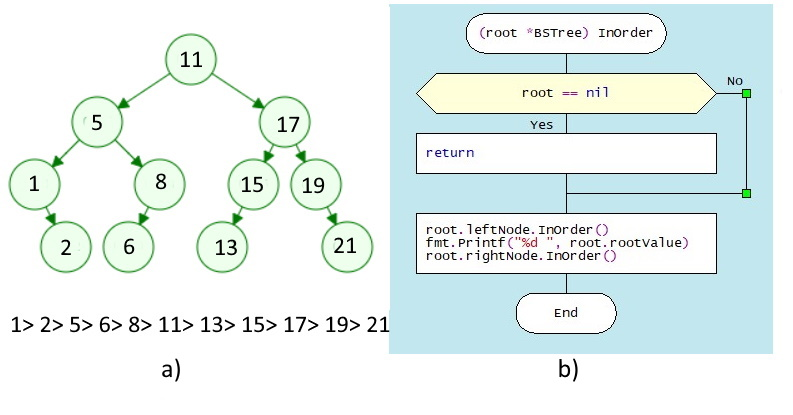 11
5
17
1
8
15
19
2
6
13
21
1> 2> 5> 6> 8> 11> 13> 15> 17> 19> 21
a)
(root *BSTree) InOrder
root == nil
No
Yes
return
root.leftNode.InOrder()
fmt.Printf("%d ", root.rootValue)
root.rightNode.InOrder()
End
b)